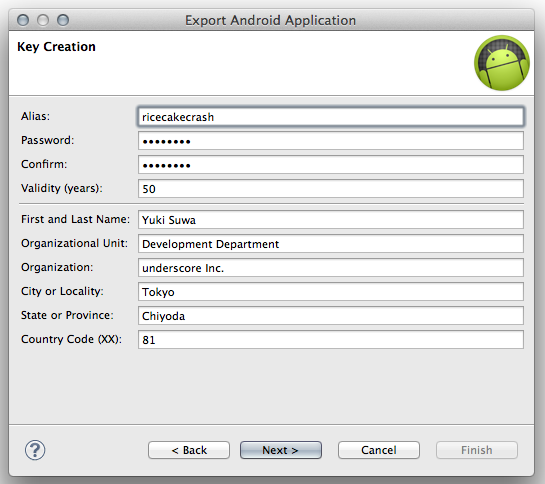 Export Android Application
Key Creation
Alias: ricecakecrash
Password: ••••••••
Confirm: ••••••••
Validity (years): 50
First and Last Name: Yuki Suwa
Organizational Unit: Development Department
Organization: underscore Inc.
City or Locality: Tokyo
State or Province: Chiyoda
Country Code (XX): 81
? < Back Next > Cancel Finish